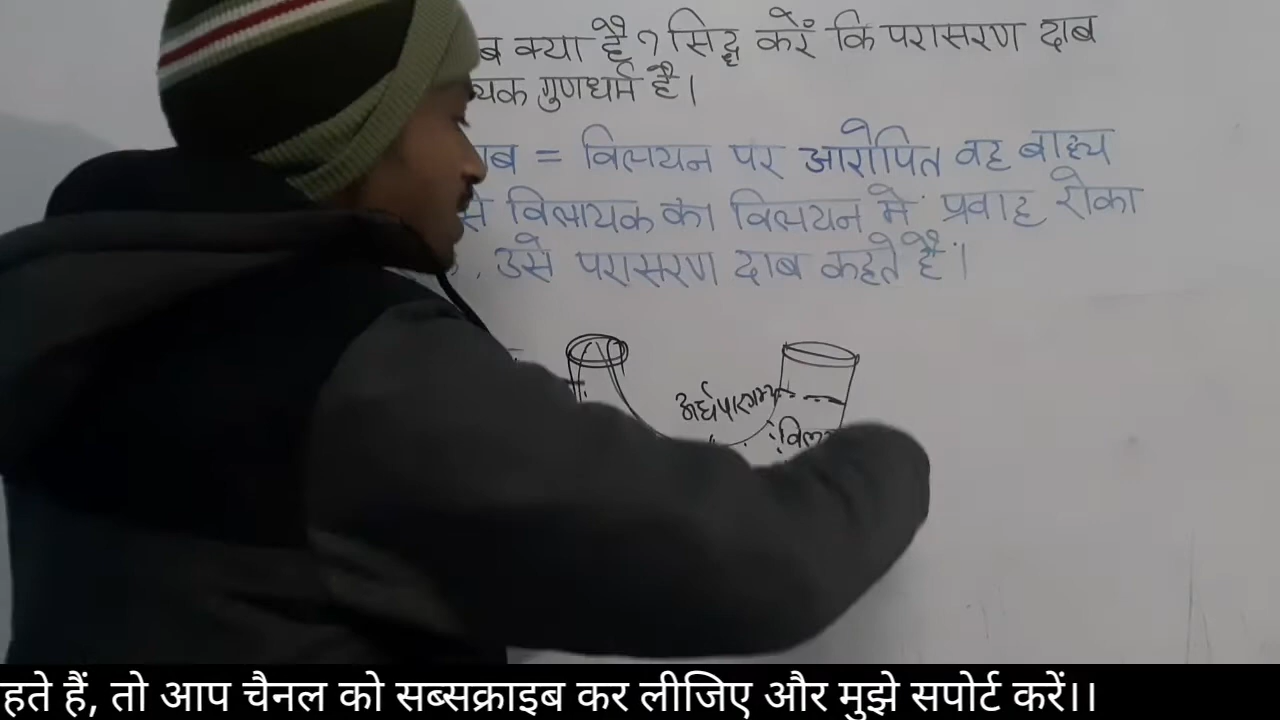 ब क्या है ? सिद्ध करें कि परासरण दाब
यक गुणधर्म है।
ाब = विलयन पर आरोपित वह बाह्य
से विलायक का विलयन में प्रवाह रोका
उसे परासरण दाब कहते हैं।
अर्धपारगम्य
विलय
हते हैं, तो आप चैनल को सब्सक्राइब कर लीजिए और मुझे सपोर्ट करें।।